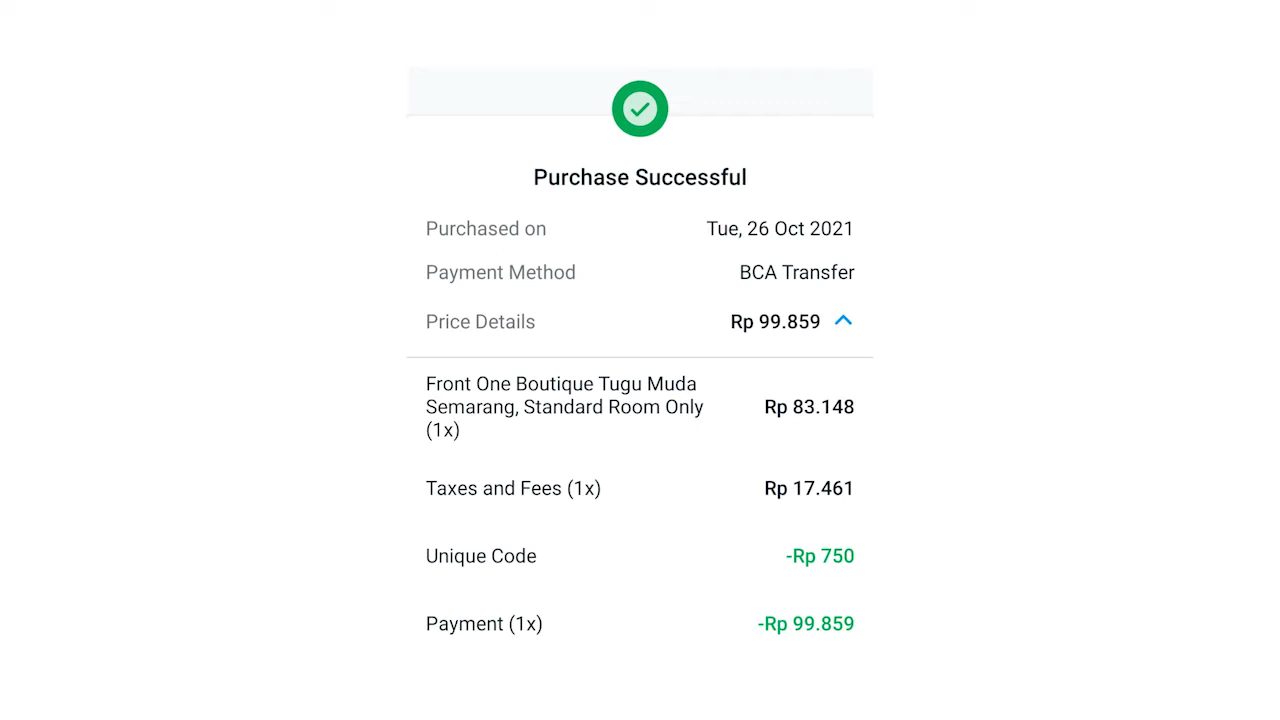 Purchase Successful
Purchased on Tue, 26 Oct 2021
Payment Method BCA Transfer
Price Details Rp 99.859
Front One Boutique Tugu Muda
Semarang, Standard Room Only
(1x)
Rp 83.148
Taxes and Fees (1x) Rp 17.461
Unique Code -Rp 750
Payment (1x) -Rp 99.859